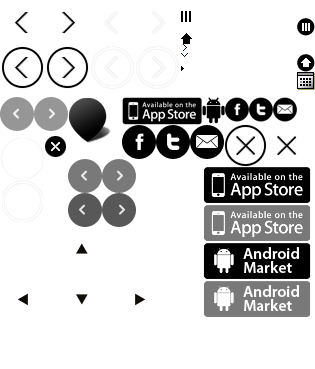 Available on the
App Store
Available on the
App Store
Available on the
App Store
Android
Market
Android
Market